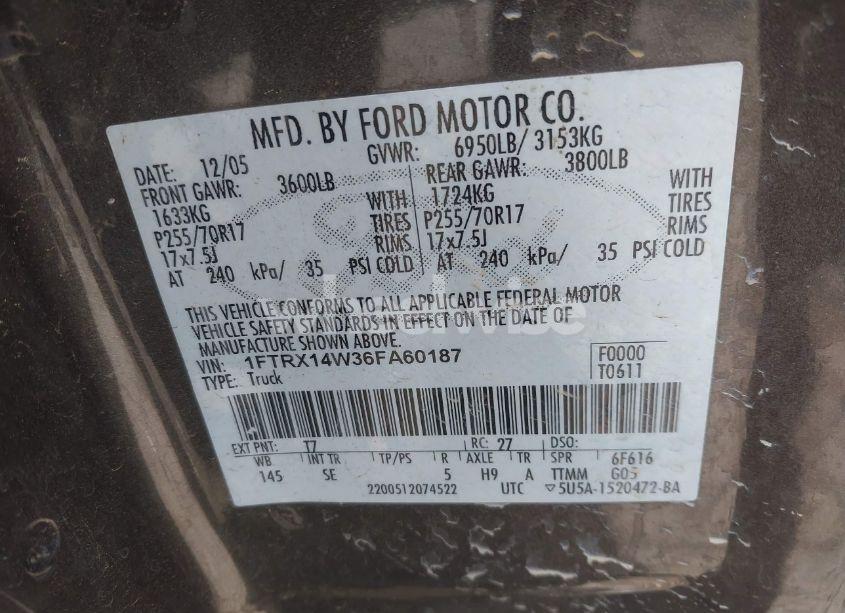 MFD. BY FORD MOTOR CO.
DATE: 12/05 GVWR: 6950LB/ 3153KG
FRONT GAWR: 3600LB REAR GAWR: 3800LB
1633KG WITH 1724KG WITH
P255/70R17 TIRES P255/70R17 TIRES
17x7.5J RIMS 17x7.5J RIMS
AT 240 kPa/ 35 PSI COLD AT 240 kPa/ 35 PSI COLD
THIS VEHICLE CONFORMS TO ALL APPLICABLE FEDERAL MOTOR
VEHICLE SAFETY STANDARDS IN EFFECT ON THE DATE OF
MANUFACTURE SHOWN ABOVE.
VIN: 1FTRX14W36FA60187 F0000
TYPE: Truck T0611
EXT PNT: T7 RC: 27 DSO:
WB INT TR TP/PS R AXLE TR SPR 6F616
145 SE 5 H9 A TTMM G05
2200512074522 UTC ▽5U5A-1520472-BA